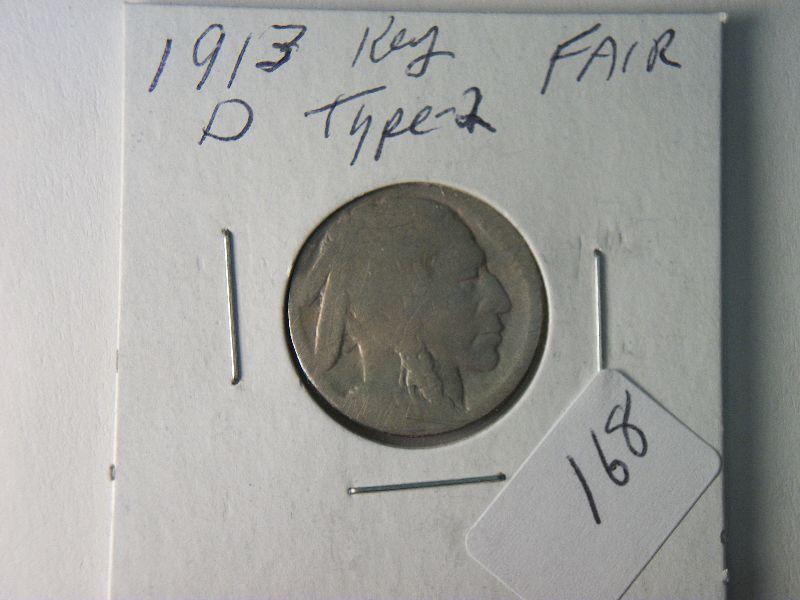 1913 Key FAIR
D Type-2
168